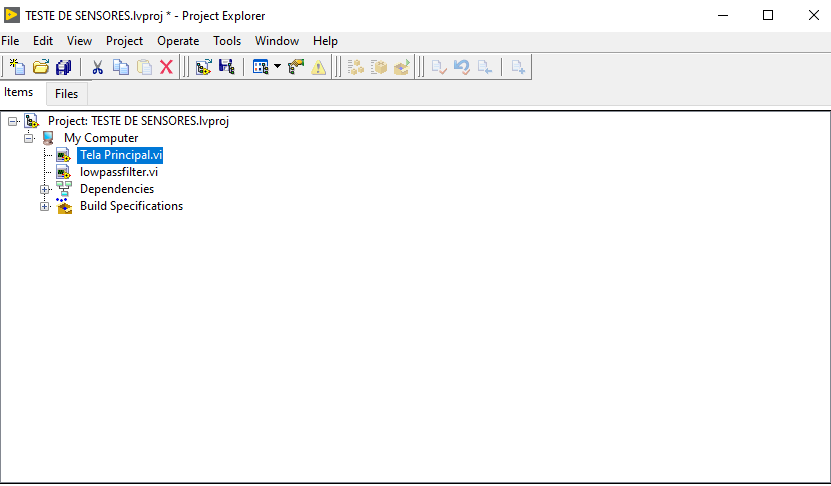 TESTE DE SENSORES.lvproj * - Project Explorer
File Edit View Project Operate Tools Window Help
Items Files
Project: TESTE DE SENSORES.lvproj
My Computer
Tela Principal.vi
lowpassfilter.vi
Dependencies
Build Specifications